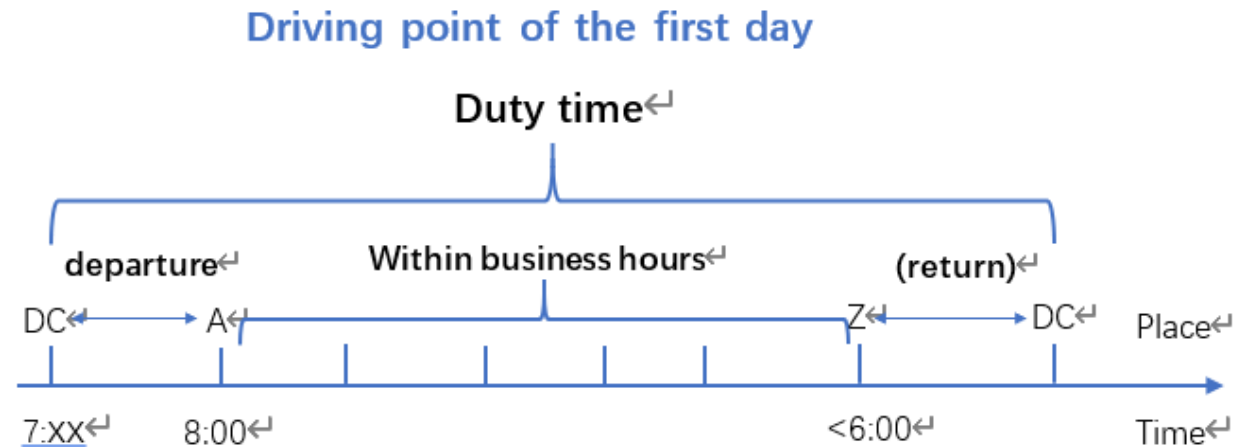 Driving point of the first day
Duty time↵
departure↵ Within business hours↵ (return)↵
DC↵ A↵ Z↵ DC↵ Place↵
7:XX↵ 8:00↵ <6:00↵ Time↵